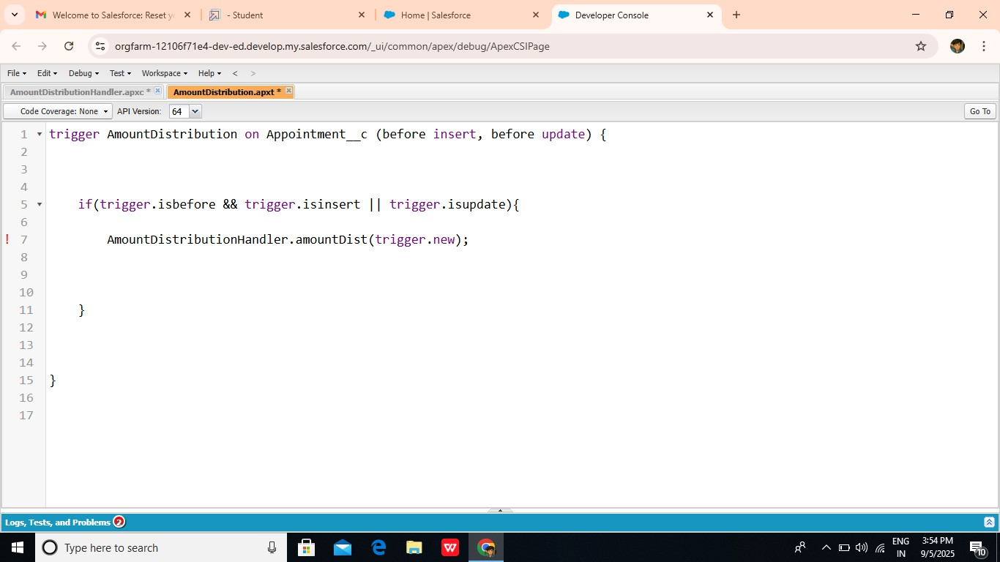 Welcome to Salesforce: Reset yo
- Student
Home | Salesforce
Developer Console
orgfarm-12106f71e4-dev-ed.develop.my.salesforce.com/_ui/common/apex/debug/ApexCSIPage
File Edit Debug Test Workspace Help < >
AmountDistributionHandler.apxc * AmountDistribution.apxt *
Code Coverage: None API Version: 64 Go To
1 trigger AmountDistribution on Appointment__c (before insert, before update) {
2
3
4
5 if(trigger.isbefore && trigger.isinsert || trigger.isupdate){
6
! 7 AmountDistributionHandler.amountDist(trigger.new);
8
9
10
11 }
12
13
14
15 }
16
17
Logs, Tests, and Problems 2
Type here to search
W
ENG
IN
3:54 PM
9/5/2025
10